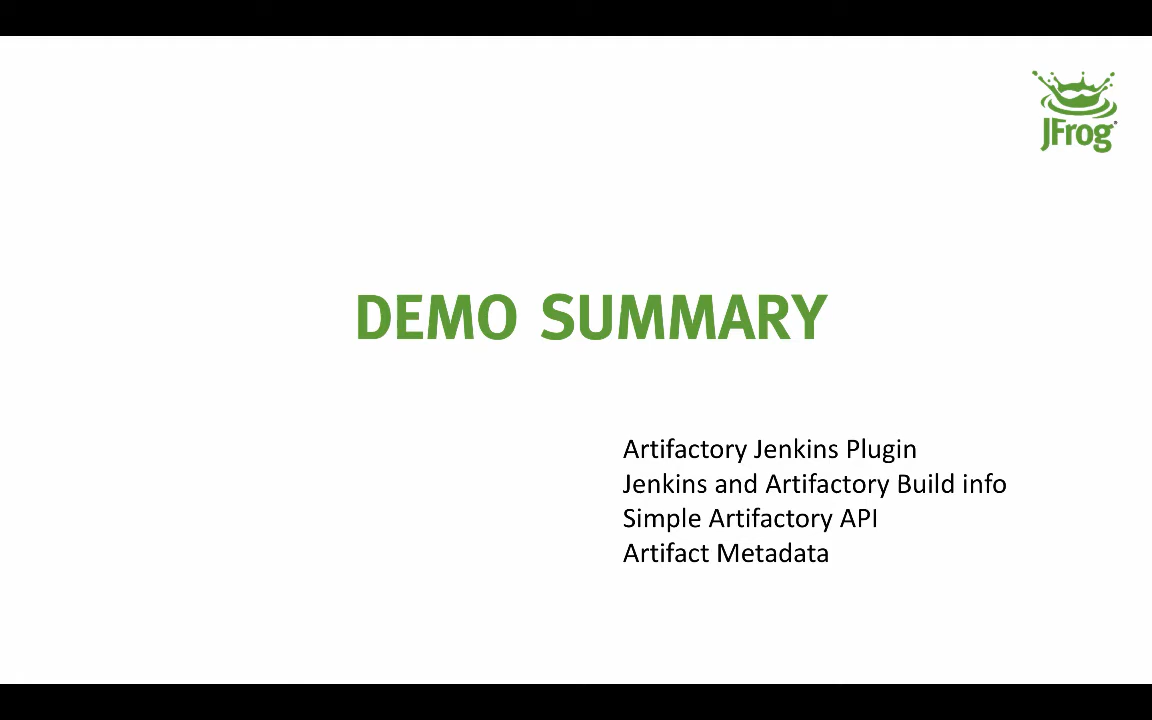 JFrog
DEMO SUMMARY
Artifactory Jenkins Plugin
Jenkins and Artifactory Build info
Simple Artifactory API
Artifact Metadata